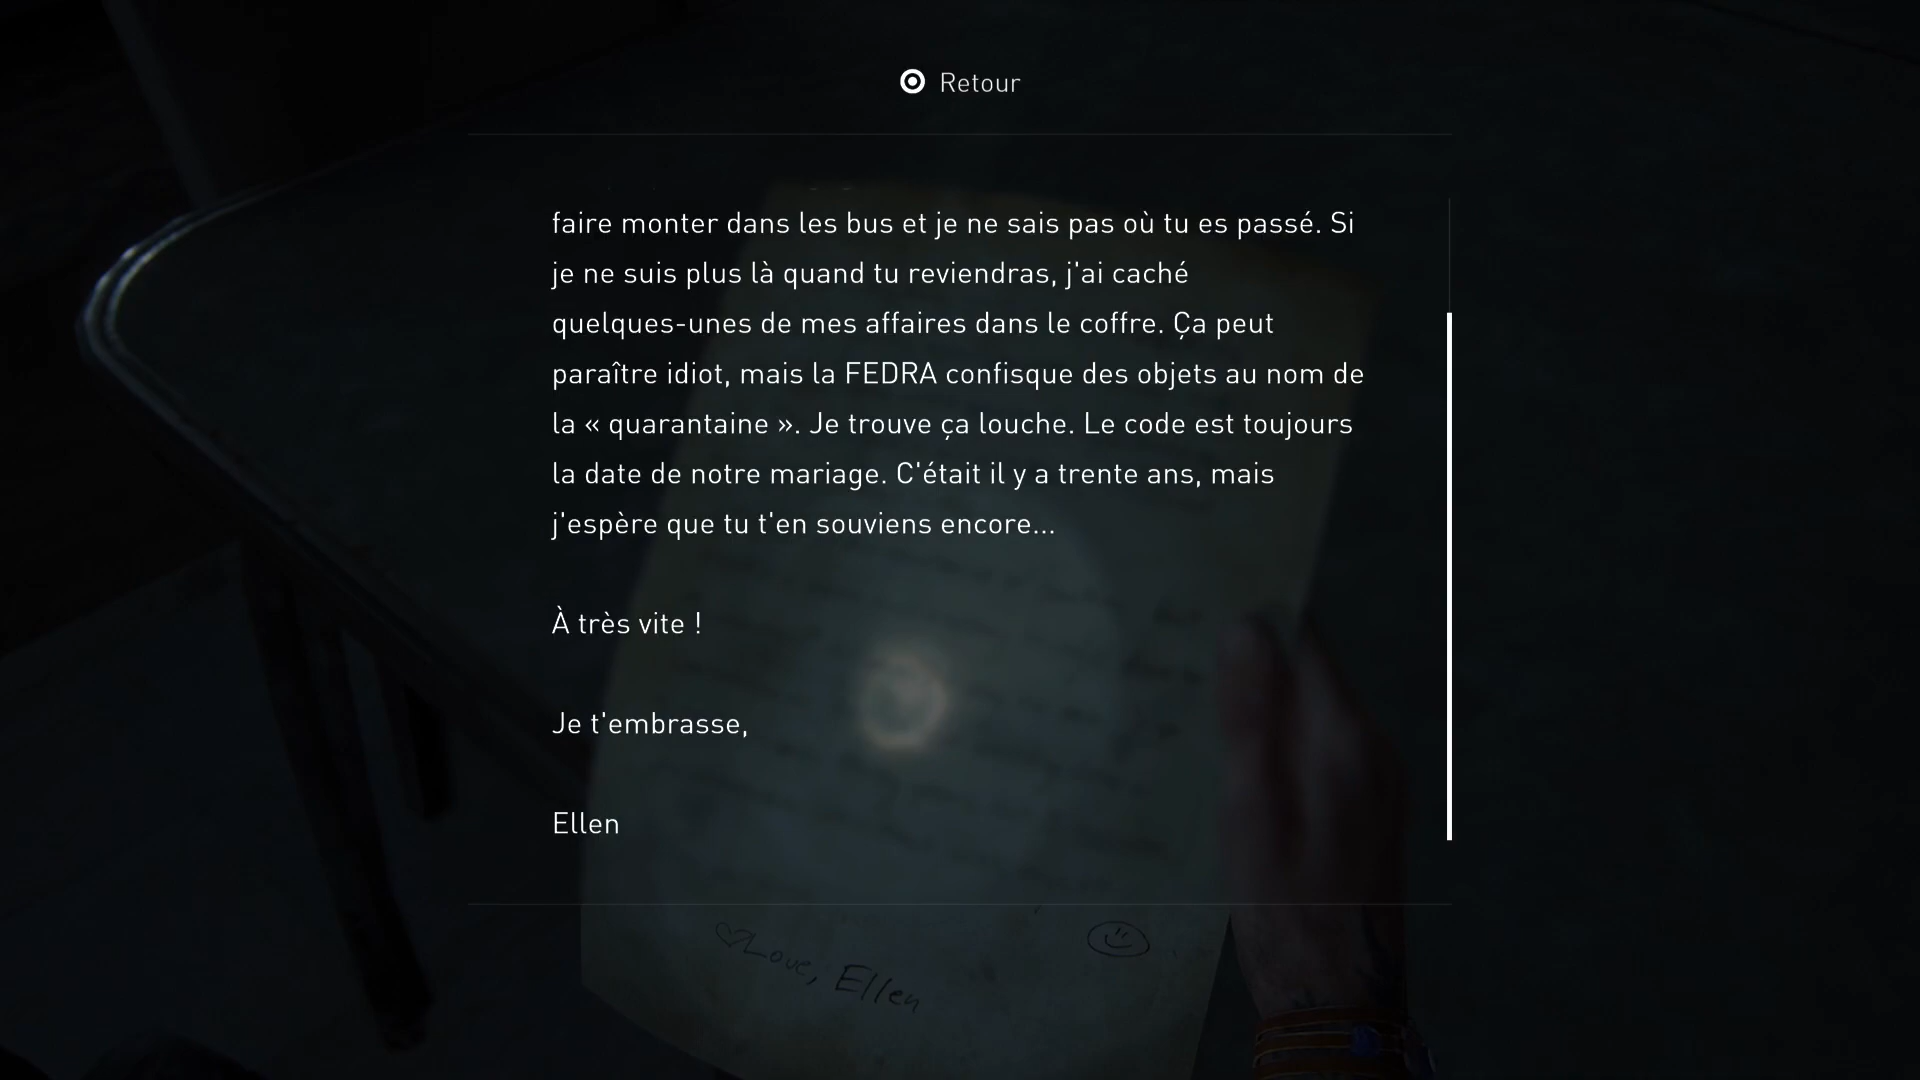 Retour
faire monter dans les bus et je ne sais pas où tu es passé. Si
je ne suis plus là quand tu reviendras, j'ai caché
quelques-unes de mes affaires dans le coffre. Ça peut
paraître idiot, mais la FEDRA confisque des objets au nom de
la « quarantaine ». Je trouve ça louche. Le code est toujours
la date de notre mariage. C'était il y a trente ans, mais
j'espère que tu t'en souviens encore...
À très vite !
Je t'embrasse,
Ellen
Love, Ellen